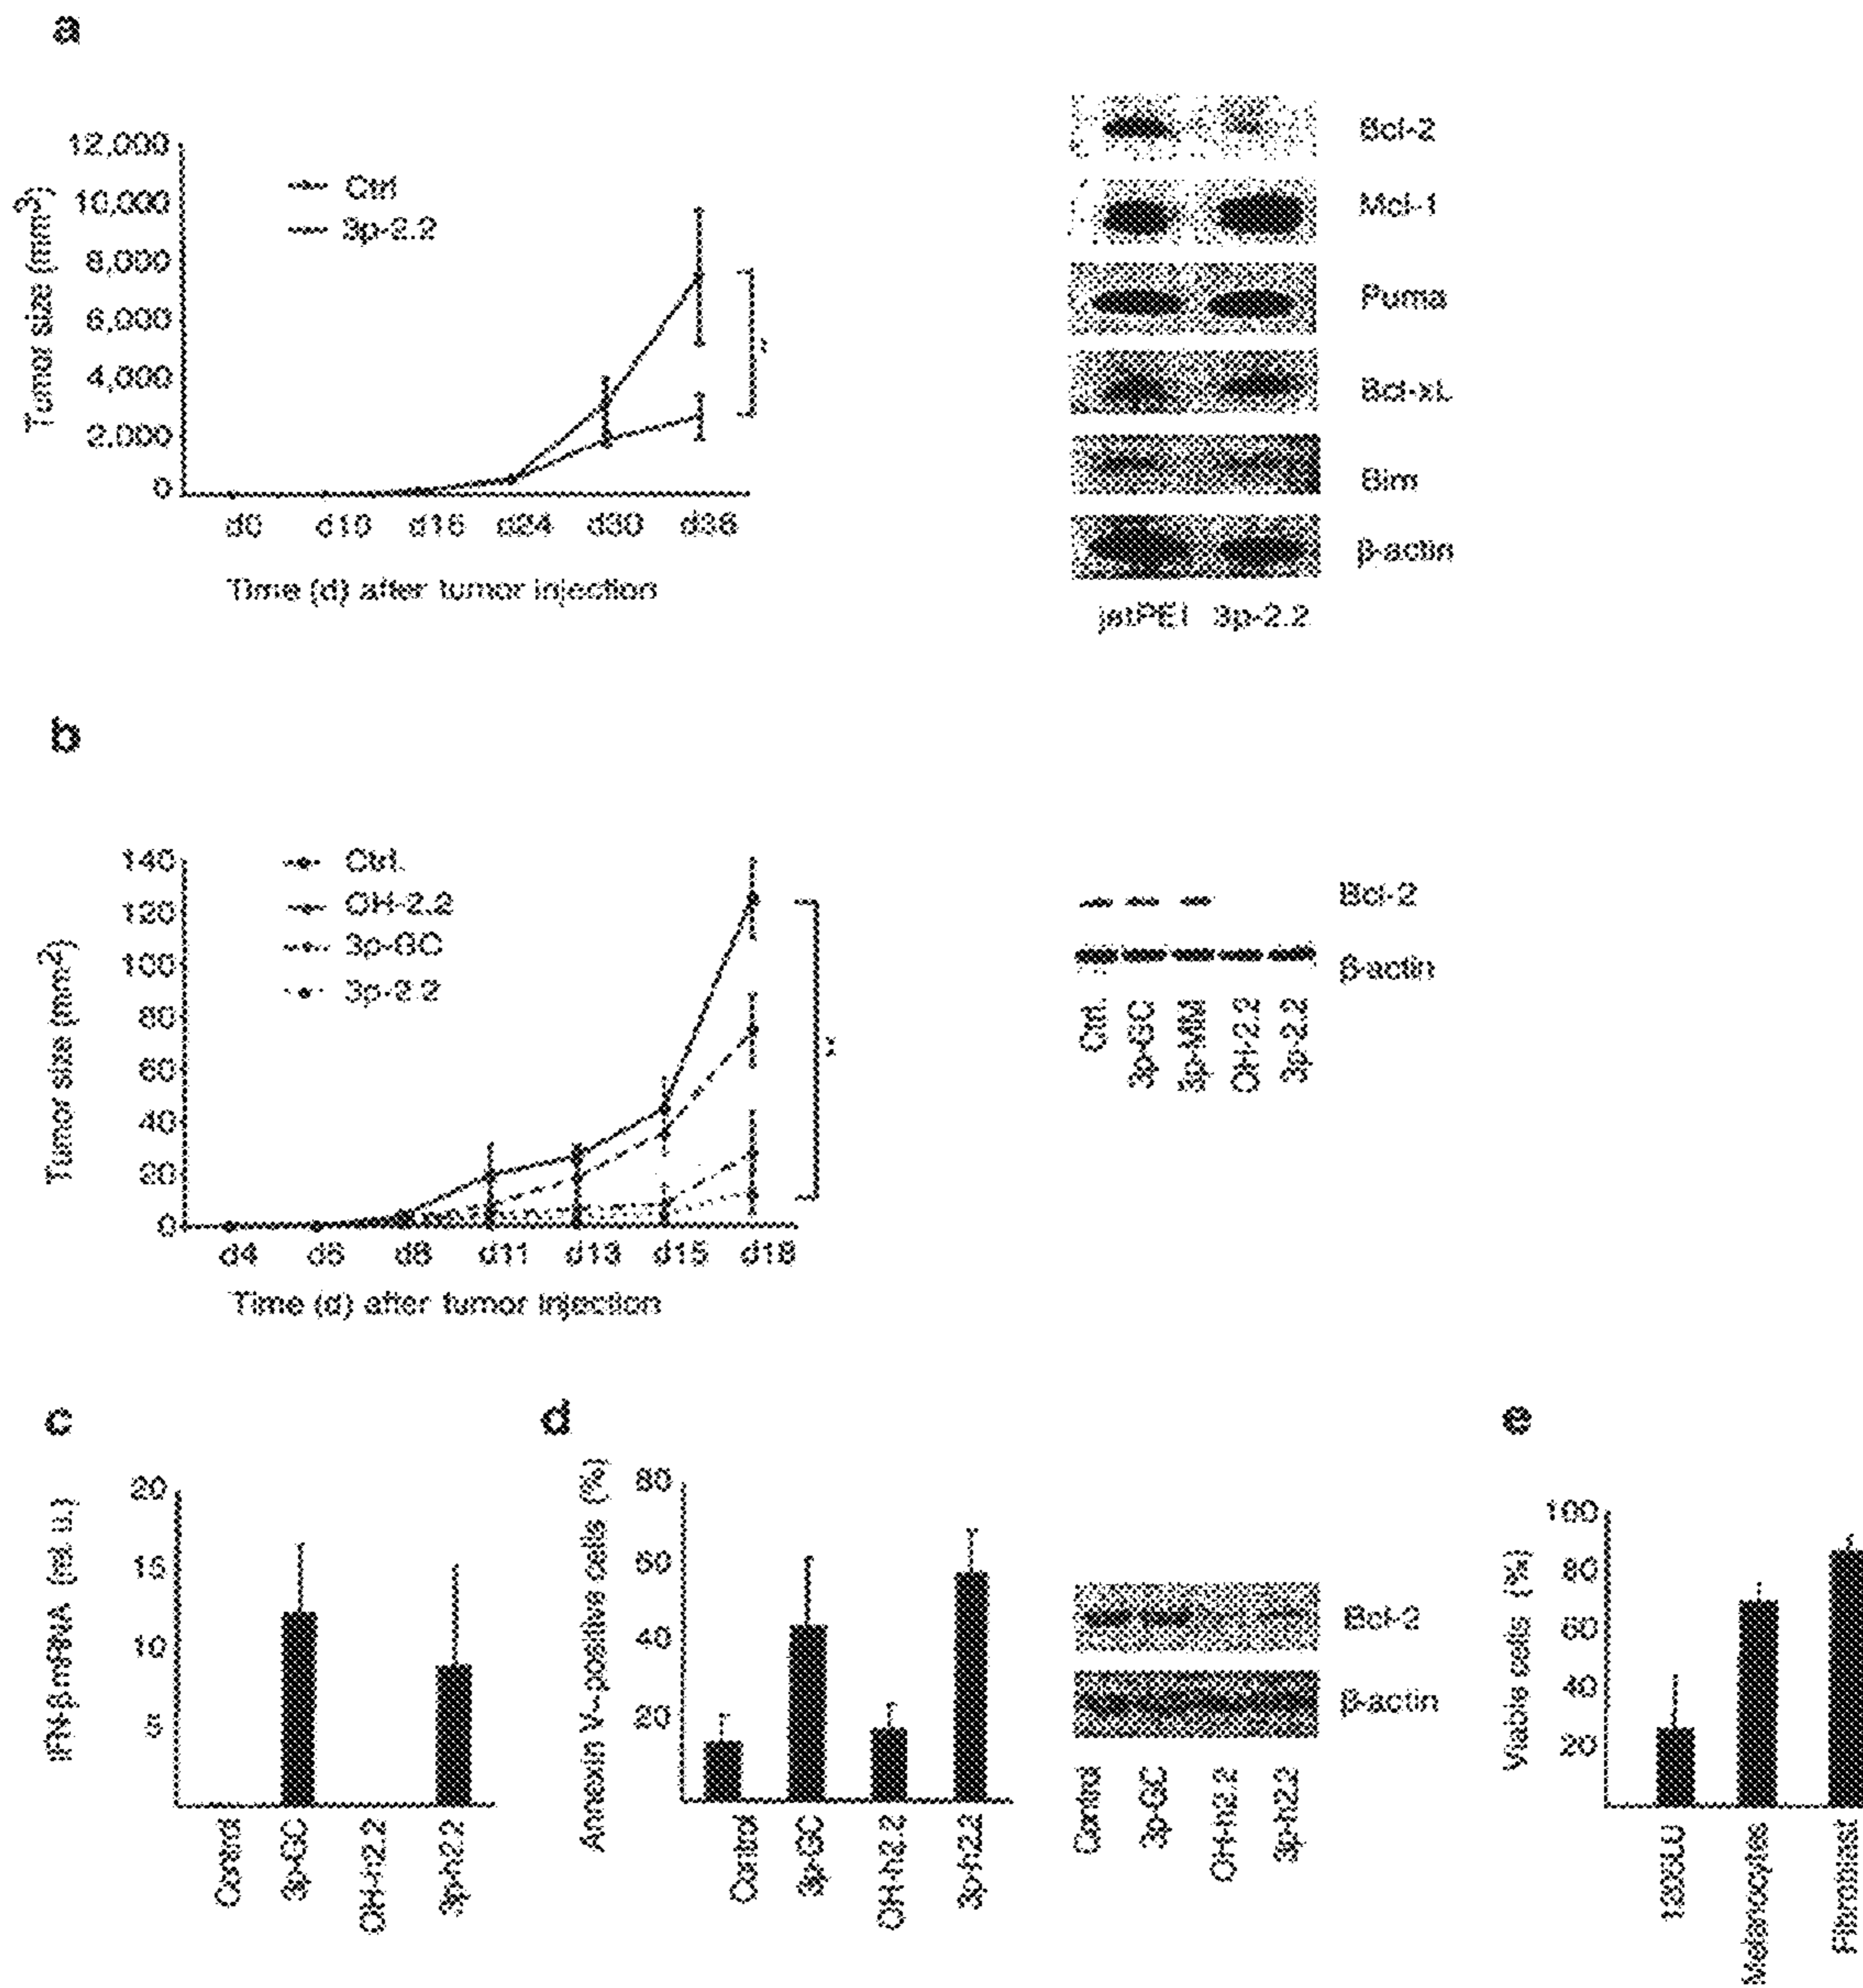 a
12,000
10,000
8,000
6,000
4,000
2,000
0
Tumor size (mm3)
Ctrl
3p-2.2
d0 d10 d16 d24 d30 d36
Time (d) after tumor injection
Bcl-2
Mcl-1
Puma
Bcl-xL
Bim
β-actin
jetPEI 3p-2.2
b
140
120
100
80
60
40
20
0
Tumor size (mm2)
Ctrl.
OH-2.2
3p-GC
3p-2.2
d4 d6 d8 d11 d13 d15 d18
Time (d) after tumor injection
Bcl-2
β-actin
Ctrl.
3p-GC
3p-MM
OH-2.2
3p-2.2
c
IFN-β mRNA (rel. u.)
20
15
10
5
Control
3p-GC
OH-h2.2
3p-h2.2
d
Annexin V-positive cells (%)
80
60
40
20
Control
3p-GC
OH-h2.2
3p-h2.2
Bcl-2
β-actin
Control
3p-GC
OH-h2.2
3p-h2.2
e
Viable cells (%)
100
80
60
40
20
1205LU
Melanocytes
Fibroblast